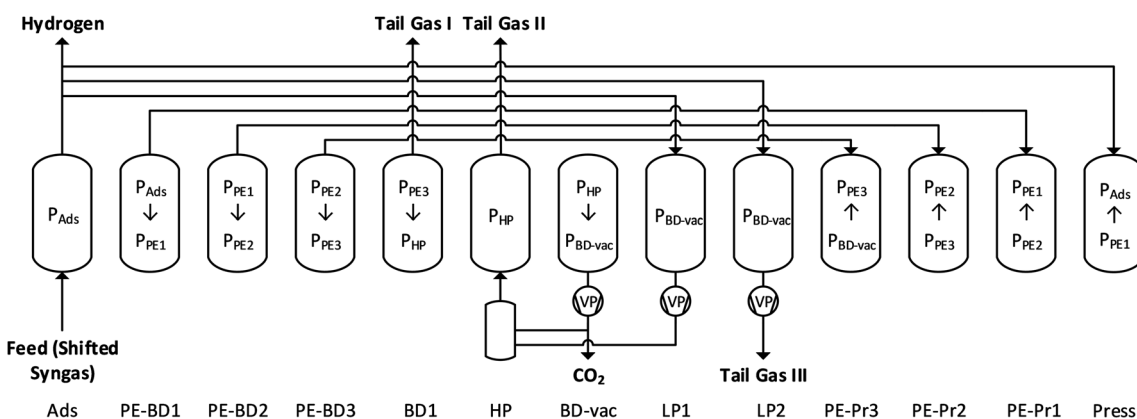 Hydrogen
Tail Gas I
Tail Gas II
P_Ads
P_Ads
↓
P_PE1
P_PE1
↓
P_PE2
P_PE2
↓
P_PE3
P_PE3
↓
P_HP
P_HP
P_HP
↓
P_BD-vac
P_BD-vac
P_BD-vac
P_PE3
↑
P_BD-vac
P_PE2
↑
P_PE3
P_PE1
↑
P_PE2
P_Ads
↑
P_PE1
VP
VP
VP
Feed (Shifted
Syngas)
CO₂
Tail Gas III
Ads
PE-BD1
PE-BD2
PE-BD3
BD1
HP
BD-vac
LP1
LP2
PE-Pr3
PE-Pr2
PE-Pr1
Press